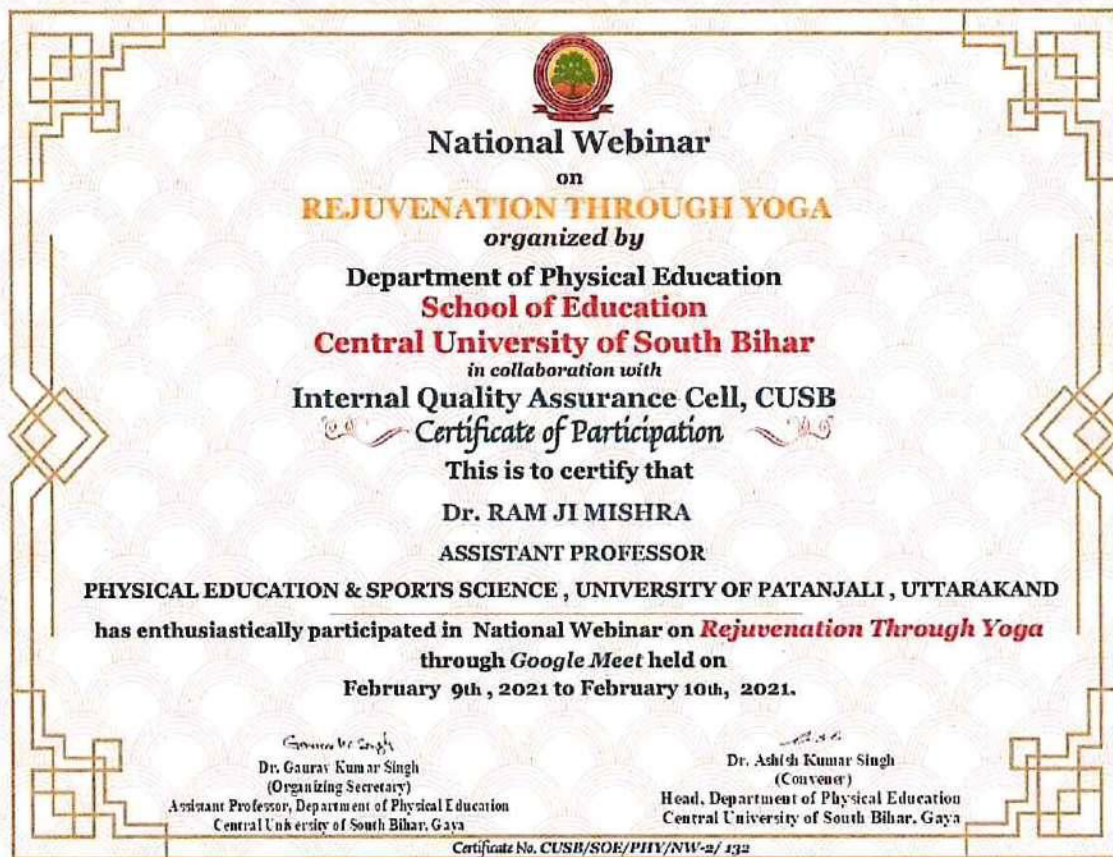 National Webinar
on
REJUVENATION THROUGH YOGA
organized by
Department of Physical Education
School of Education
Central University of South Bihar
in collaboration with
Internal Quality Assurance Cell, CUSB
Certificate of Participation
This is to certify that
Dr. RAM JI MISHRA
ASSISTANT PROFESSOR
PHYSICAL EDUCATION & SPORTS SCIENCE , UNIVERSITY OF PATANJALI , UTTARAKAND
has enthusiastically participated in National Webinar on Rejuvenation Through Yoga
through Google Meet held on
February 9th , 2021 to February 10th, 2021.
Dr. Gaurav Kumar Singh
(Organizing Secretary)
Assistant Professor, Department of Physical Education
Central University of South Bihar, Gaya
Dr. Ashish Kumar Singh
(Convener)
Head, Department of Physical Education
Central University of South Bihar, Gaya
Certificate No. CUSB/SOE/PHY/NW-2/ 132